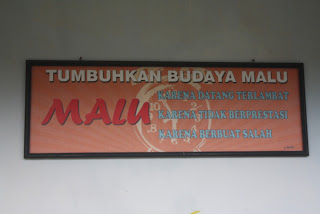 TUMBUHKAN BUDAYA MALU
MALU
KARENA DATANG TERLAMBAT
KARENA TIDAK BERPRESTASI
KARENA BERBUAT SALAH